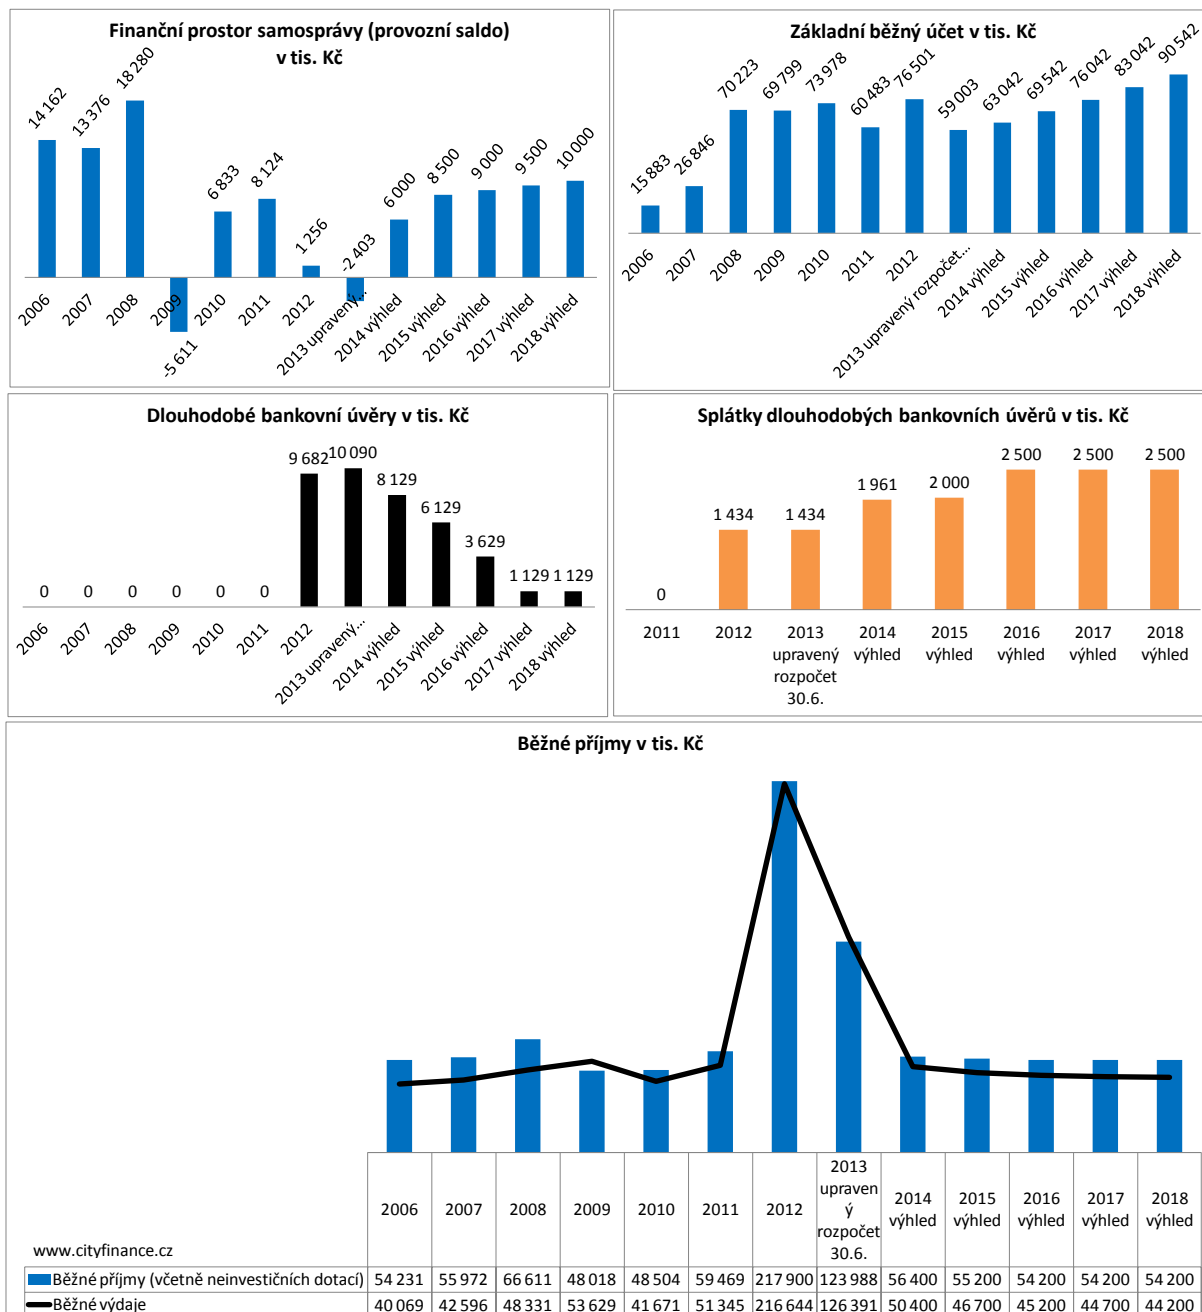 Finanční prostor samosprávy (provozní saldo)
v tis. Kč
14 162
13 376
18 280
-5 611
6 833
8 124
1 256
-2 403
6 000
8 500
9 000
9 500
10 000
2006
2007
2008
2009
2010
2011
2012
2013 upravený...
2014 výhled
2015 výhled
2016 výhled
2017 výhled
2018 výhled
Základní běžný účet v tis. Kč
15 883
26 846
70 223
69 799
73 978
60 483
76 501
59 003
63 042
69 542
76 042
83 042
90 542
2006
2007
2008
2009
2010
2011
2012
2013 upravený rozpočet...
2014 výhled
2015 výhled
2016 výhled
2017 výhled
2018 výhled
Dlouhodobé bankovní úvěry v tis. Kč
0 0 0 0 0 0 9 682 10 090 8 129 6 129 3 629 1 129 1 129
2006
2007
2008
2009
2010
2011
2012
2013 upravený...
2014 výhled
2015 výhled
2016 výhled
2017 výhled
2018 výhled
Splátky dlouhodobých bankovních úvěrů v tis. Kč
0 1 434 1 434 1 961 2 000 2 500 2 500 2 500
2011 2012 2013 2014 2015 2016 2017 2018
upravený výhled výhled výhled výhled výhled
rozpočet
30.6.
Běžné příjmy v tis. Kč
2006 2007 2008 2009 2010 2011 2012
2013
upraven
ý
rozpočet
30.6.
2014
výhled
2015
výhled
2016
výhled
2017
výhled
2018
výhled
www.cityfinance.cz
Běžné příjmy (včetně neinvestičních dotací) 54 231 55 972 66 611 48 018 48 504 59 469 217 900 123 988 56 400 55 200 54 200 54 200 54 200
Běžné výdaje 40 069 42 596 48 331 53 629 41 671 51 345 216 644 126 391 50 400 46 700 45 200 44 700 44 200